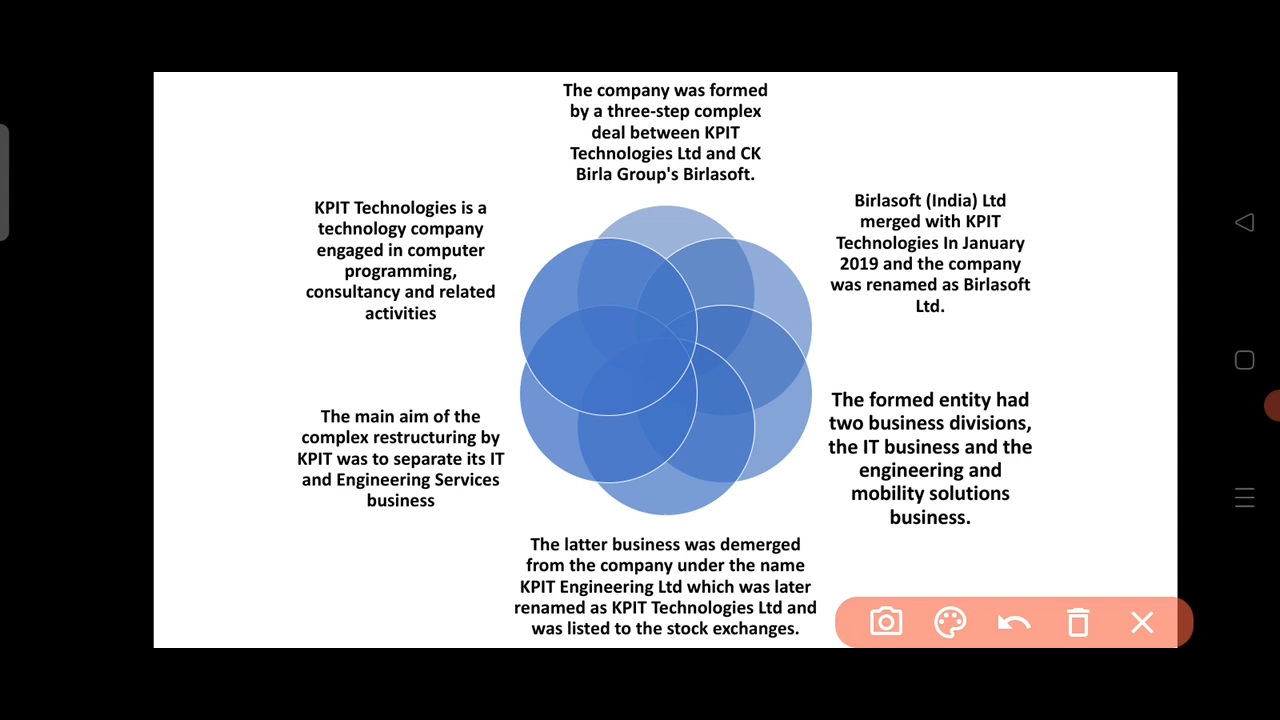 The company was formed
by a three-step complex
deal between KPIT
Technologies Ltd and CK
Birla Group's Birlasoft.
Birlasoft (India) Ltd
merged with KPIT
Technologies In January
2019 and the company
was renamed as Birlasoft
Ltd.
The formed entity had
two business divisions,
the IT business and the
engineering and
mobility solutions
business.
The latter business was demerged
from the company under the name
KPIT Engineering Ltd which was later
renamed as KPIT Technologies Ltd and
was listed to the stock exchanges.
The main aim of the
complex restructuring by
KPIT was to separate its IT
and Engineering Services
business
KPIT Technologies is a
technology company
engaged in computer
programming,
consultancy and related
activities